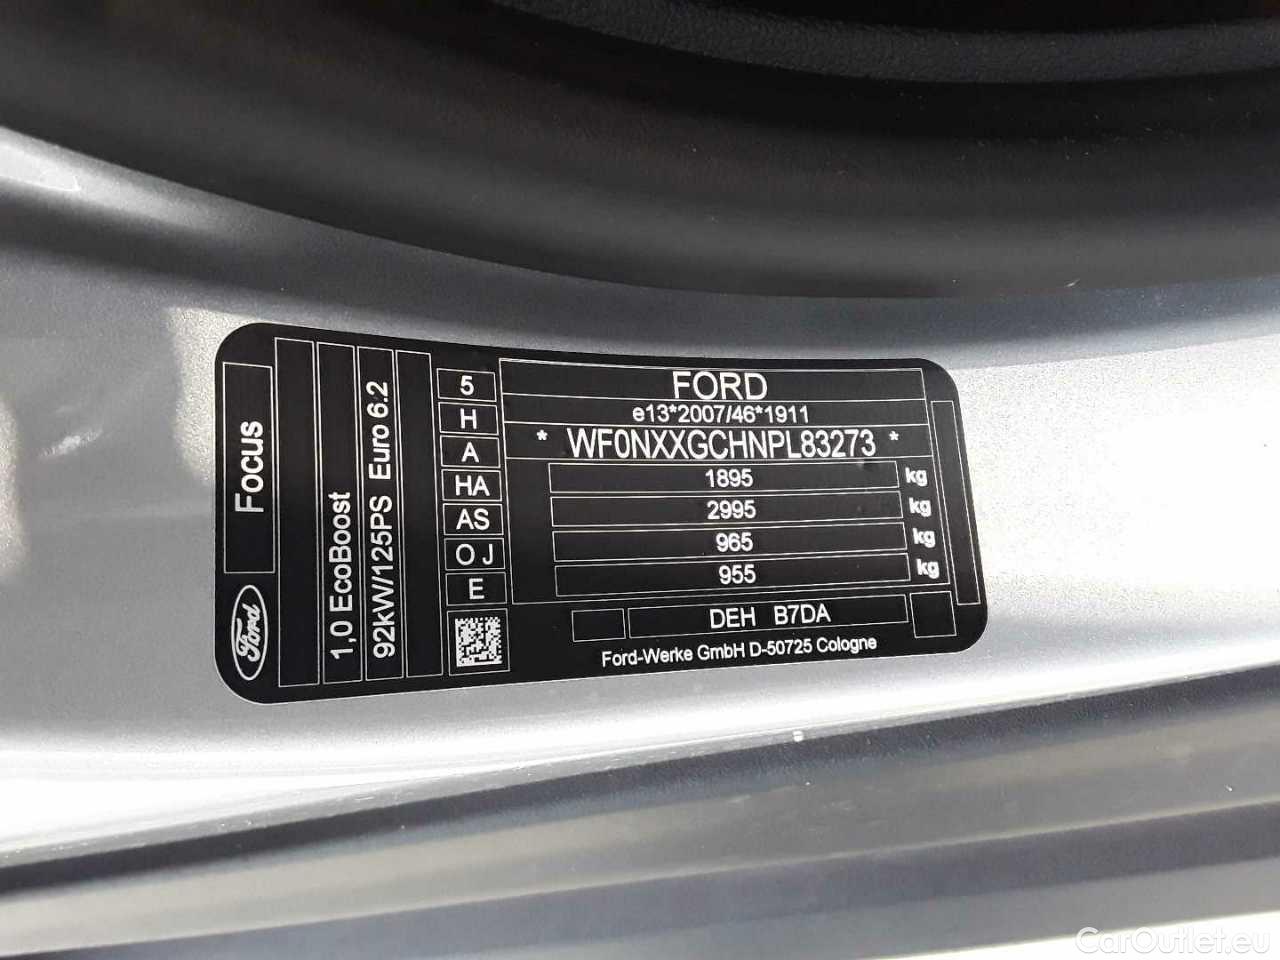 Focus
Ford
1,0 EcoBoost
92kW/125PS Euro 6.2
5
H
A
HA
AS
O J
E
FORD
e13*2007/46*1911
* WF0NXXGCHNPL83273 *
1895 kg
2995 kg
965 kg
955 kg
DEH B7DA
Ford-Werke GmbH D-50725 Cologne
CarOutlet.eu